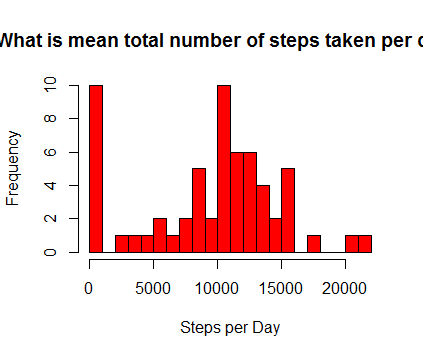 What is mean total number of steps taken per d
Frequency
10
8
6
4
2
0
0 5000 10000 15000 20000
Steps per Day